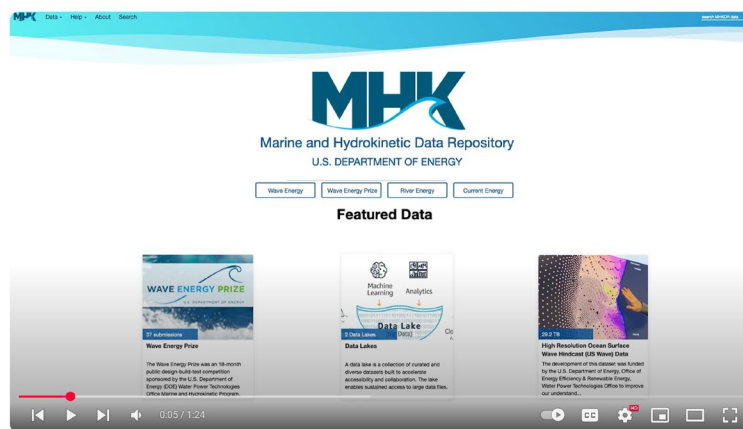 MHK Data Help About Search search MHKDR data
MHK
Marine and Hydrokinetic Data Repository
U.S. DEPARTMENT OF ENERGY
Wave Energy Wave Energy Prize River Energy Current Energy
Featured Data
WAVE ENERGY PRIZE
U.S. DEPARTMENT OF ENERGY
37 submissions
Wave Energy Prize
The Wave Energy Prize was an 18-month
public design-build-test competition
sponsored by the U.S. Department of
Energy (DOE) Water Power Technologies
Office Marine and Hydrokinetic Program.
Machine
Learning
Analytics
Data Lake
2 Data Lakes
Data Lakes
A data lake is a collection of curated and
diverse datasets built to accelerate
accessibility and collaboration. The lake
enables sustained access to large data files.
29.2 TB
High Resolution Ocean Surface
Wave Hindcast (US Wave) Data
The development of this dataset was funded
by the U.S. Department of Energy, Office of
Energy Efficiency & Renewable Energy,
Water Power Technologies Office to improve
our understand...
0:05 / 1:24
CC
HD